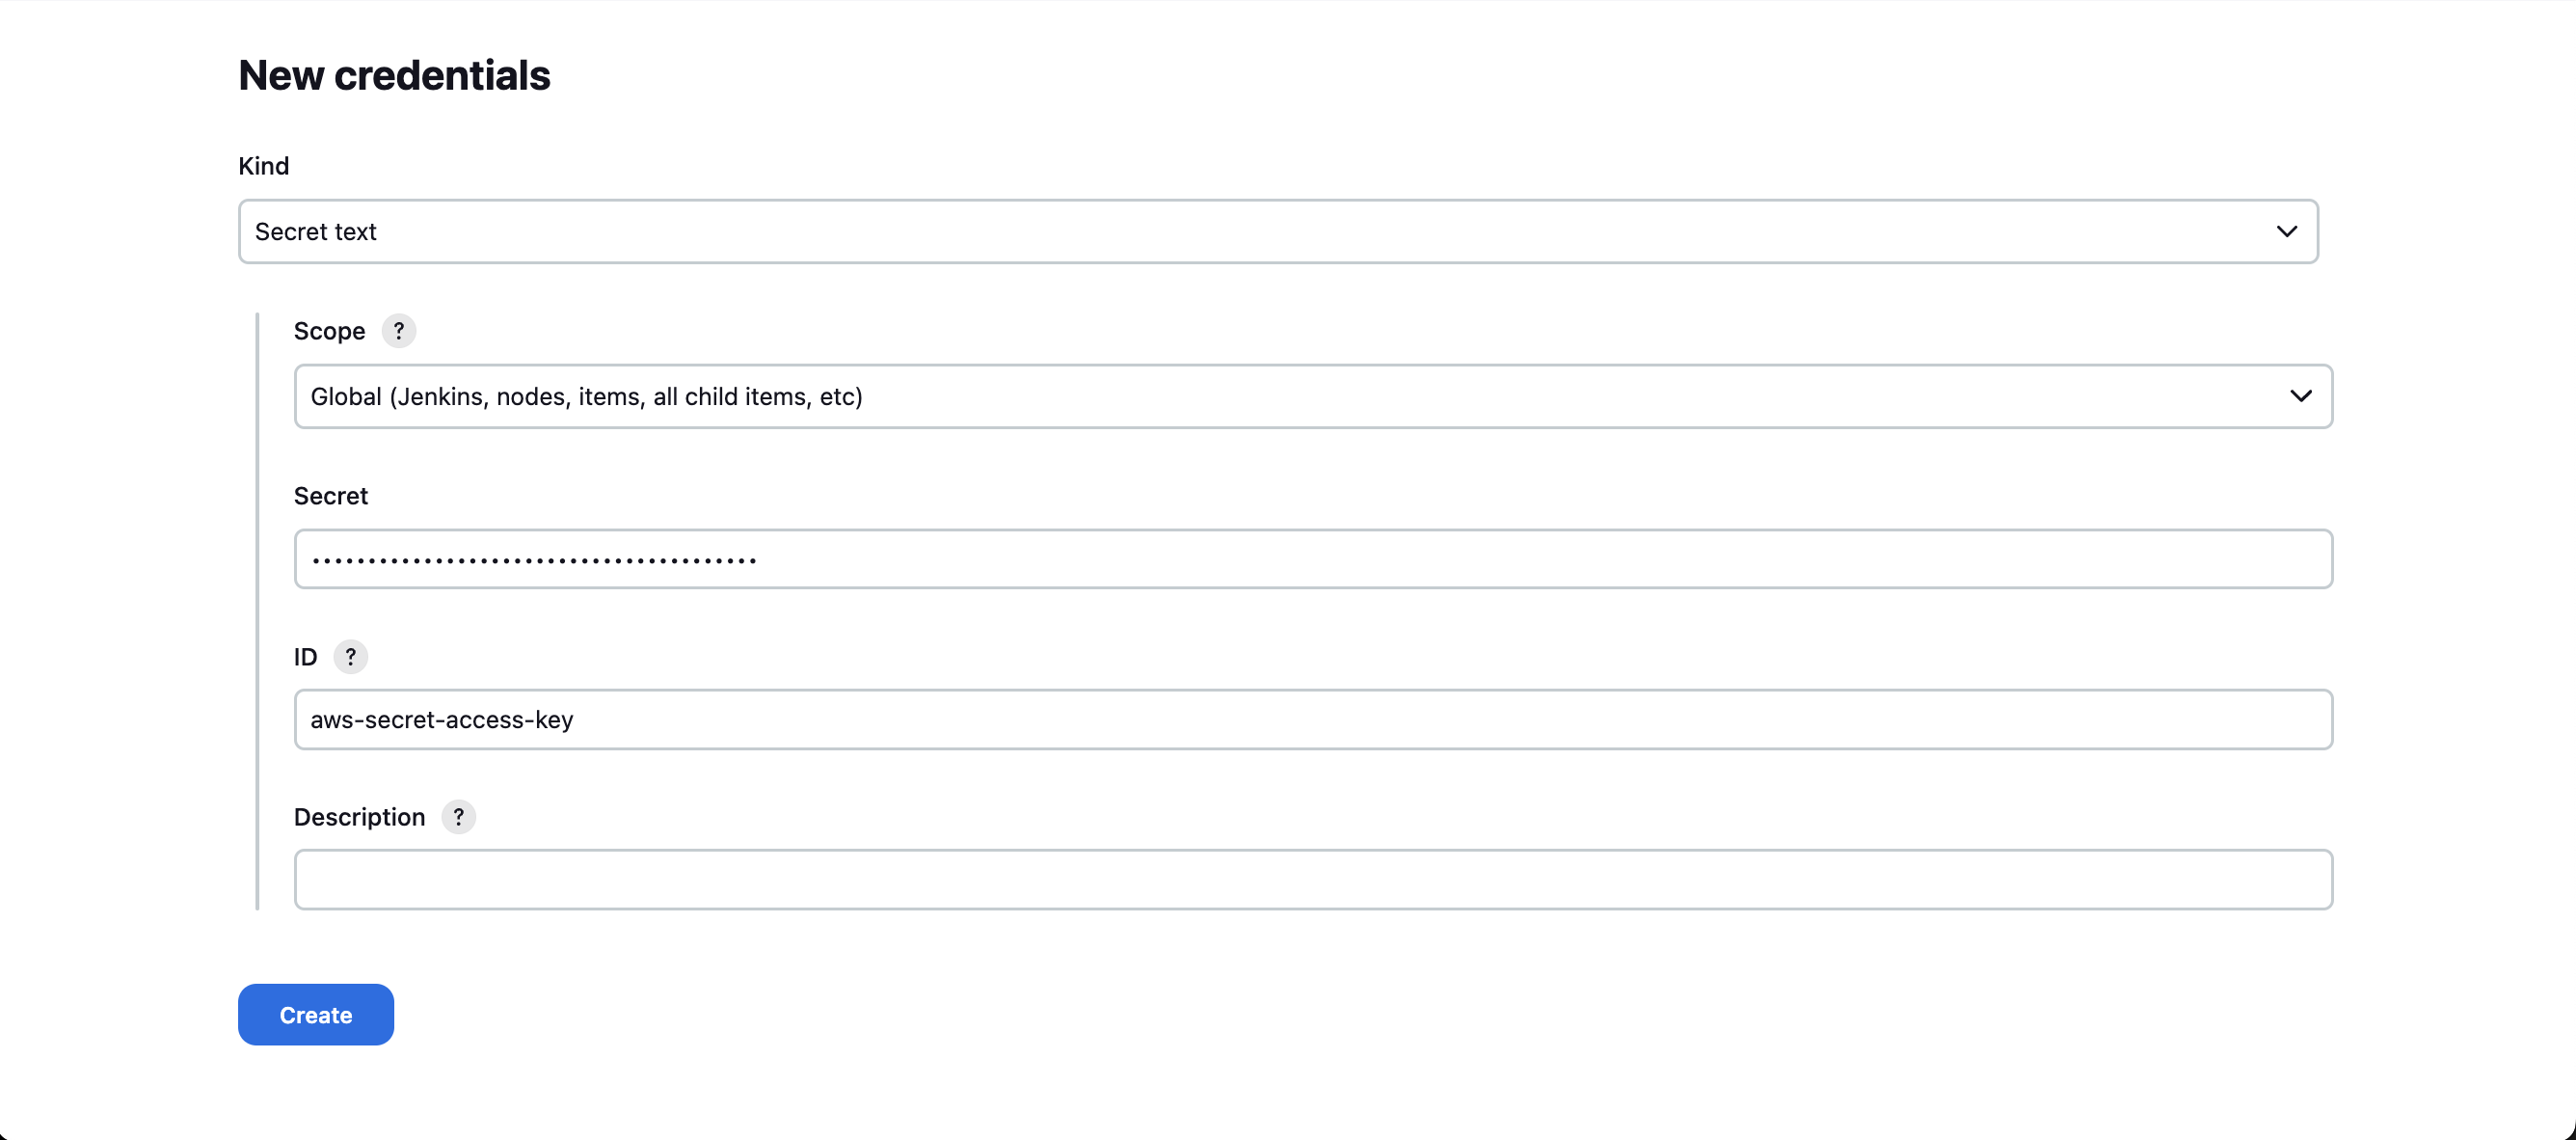 New credentials
Kind
Secret text
Scope ?
Global (Jenkins, nodes, items, all child items, etc)
Secret
••••••••••••••••••••••••••••••••••••••••
ID ?
aws-secret-access-key
Description ?
Create